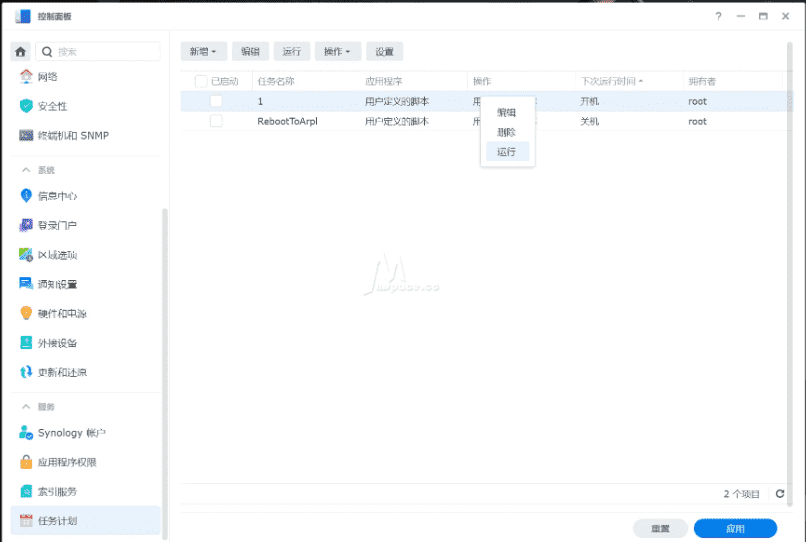 控制面板
搜索
网络
安全性
终端机和 SNMP
系统
信息中心
登录门户
区域选项
通知设置
硬件和电源
外接设备
更新和还原
服务
Synology 帐户
应用程序权限
索引服务
任务计划
新增 编辑 运行 操作 设置
已启动 任务名称 应用程序 操作 下次运行时间 拥有者
1 用户定义的脚本 用 开机 root
RebootToArpl 用户定义的脚本 用 关机 root
编辑
删除
运行
2 个项目
重置 应用